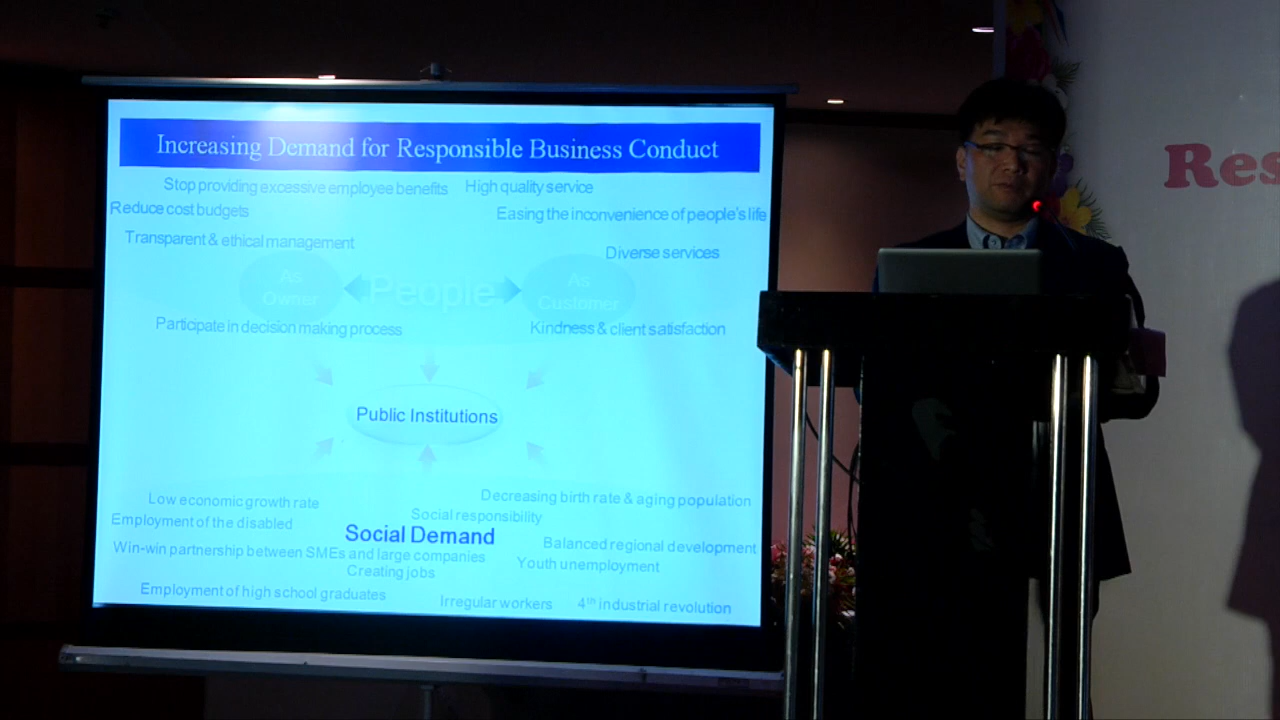 Increasing Demand for Responsible Business Conduct
Stop providing excessive employee benefits
High quality service
Reduce cost budgets
Easing the inconvenience of people's life
Transparent & ethical management
Diverse services
As
Owner
People
As
Customer
Participate in decision making process
Kindness & client satisfaction
Public Institutions
Low economic growth rate
Decreasing birth rate & aging population
Employment of the disabled
Social responsibility
Social Demand
Balanced regional development
Win-win partnership between SMEs and large companies
Youth unemployment
Creating jobs
Employment of high school graduates
Irregular workers
4th industrial revolution
Res